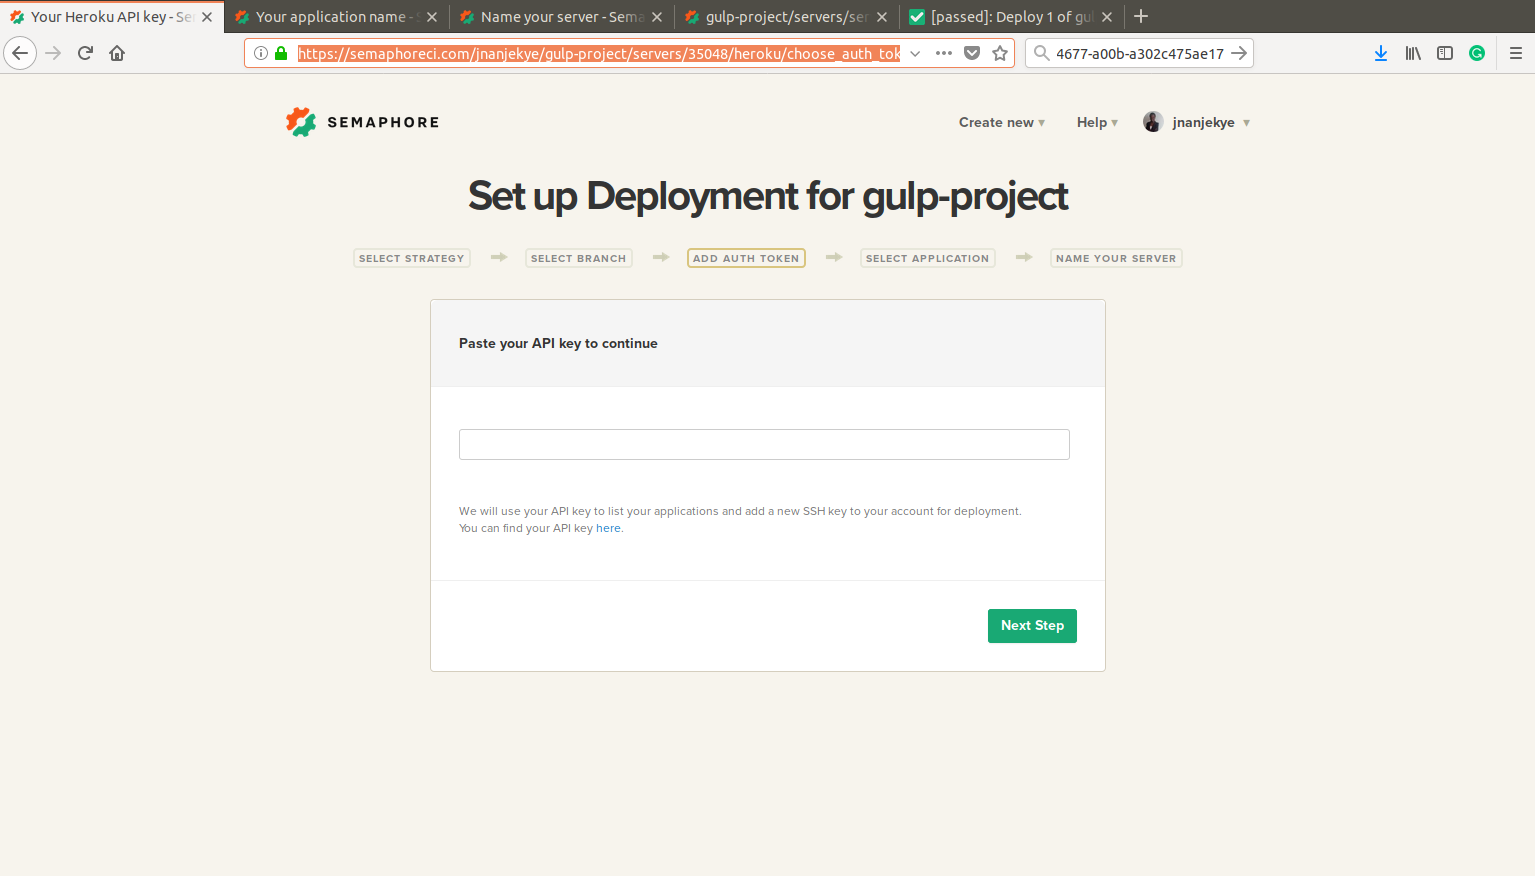 Your Heroku API key - Se
Your application name -
Name your server - Sema
gulp-project/servers/ser
[passed]: Deploy 1 of gul
https://semaphoreci.com/jnanjekye/gulp-project/servers/35048/heroku/choose_auth_tok
4677-a00b-a302c475ae17
SEMAPHORE
Create new
Help
jnanjekye
Set up Deployment for gulp-project
SELECT STRATEGY
SELECT BRANCH
ADD AUTH TOKEN
SELECT APPLICATION
NAME YOUR SERVER
Paste your API key to continue
We will use your API key to list your applications and add a new SSH key to your account for deployment.
You can find your API key here.
Next Step